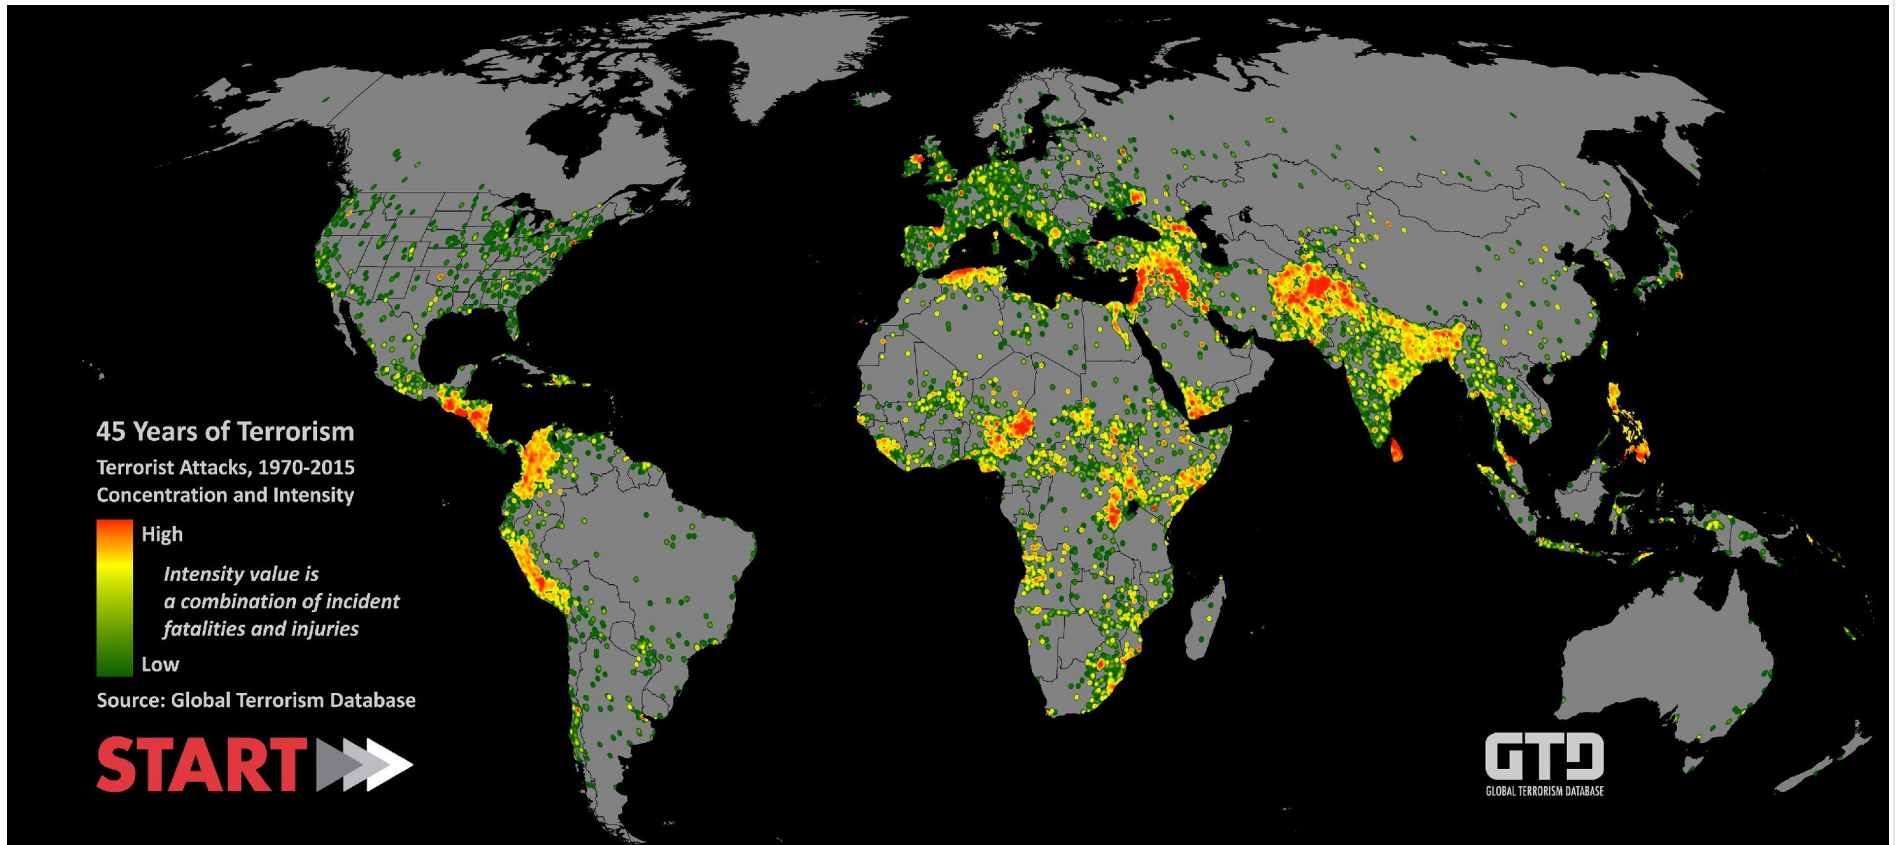 45 Years of Terrorism
Terrorist Attacks, 1970-2015
Concentration and Intensity
High
Intensity value is
a combination of incident
fatalities and injuries
Low
Source: Global Terrorism Database
START
GTD
GLOBAL TERRORISM DATABASE